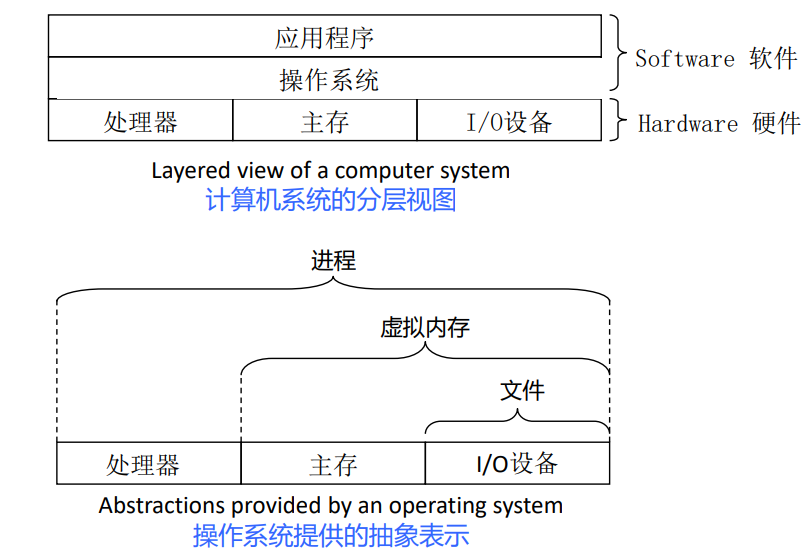 应用程序
Software 软件
操作系统
处理器 主存 I/O设备
Hardware 硬件
Layered view of a computer system
计算机系统的分层视图
进程
虚拟内存
文件
处理器 主存 I/O设备
Abstractions provided by an operating system
操作系统提供的抽象表示